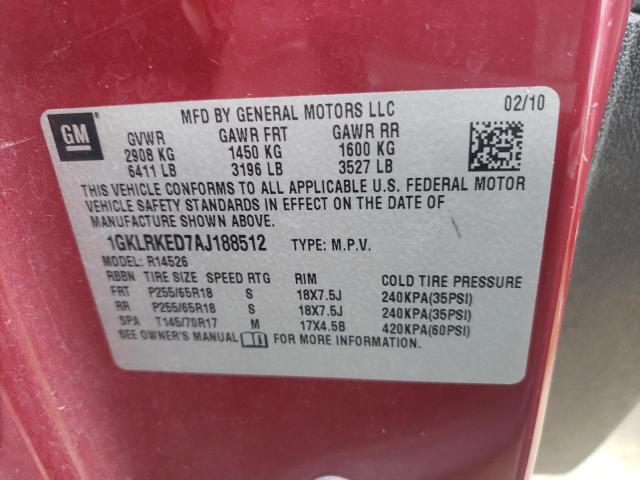 MFD BY GENERAL MOTORS LLC 02/10
GM
GVWR GAWR FRT GAWR RR
2908 KG 1450 KG 1600 KG
6411 LB 3196 LB 3527 LB
THIS VEHICLE CONFORMS TO ALL APPLICABLE U.S. FEDERAL MOTOR
VEHICLE SAFETY STANDARDS IN EFFECT ON THE DATE OF
MANUFACTURE SHOWN ABOVE.
1GKLRKED7AJ188512 TYPE: M.P.V.
MODEL: R14526
RBBN TIRE SIZE SPEED RTG RIM COLD TIRE PRESSURE
FRT P255/65R18 S 18X7.5J 240KPA(35PSI)
RR P255/65R18 S 18X7.5J 240KPA(35PSI)
SPA T145/70R17 M 17X4.5B 420KPA(60PSI)
SEE OWNER'S MANUAL FOR MORE INFORMATION.